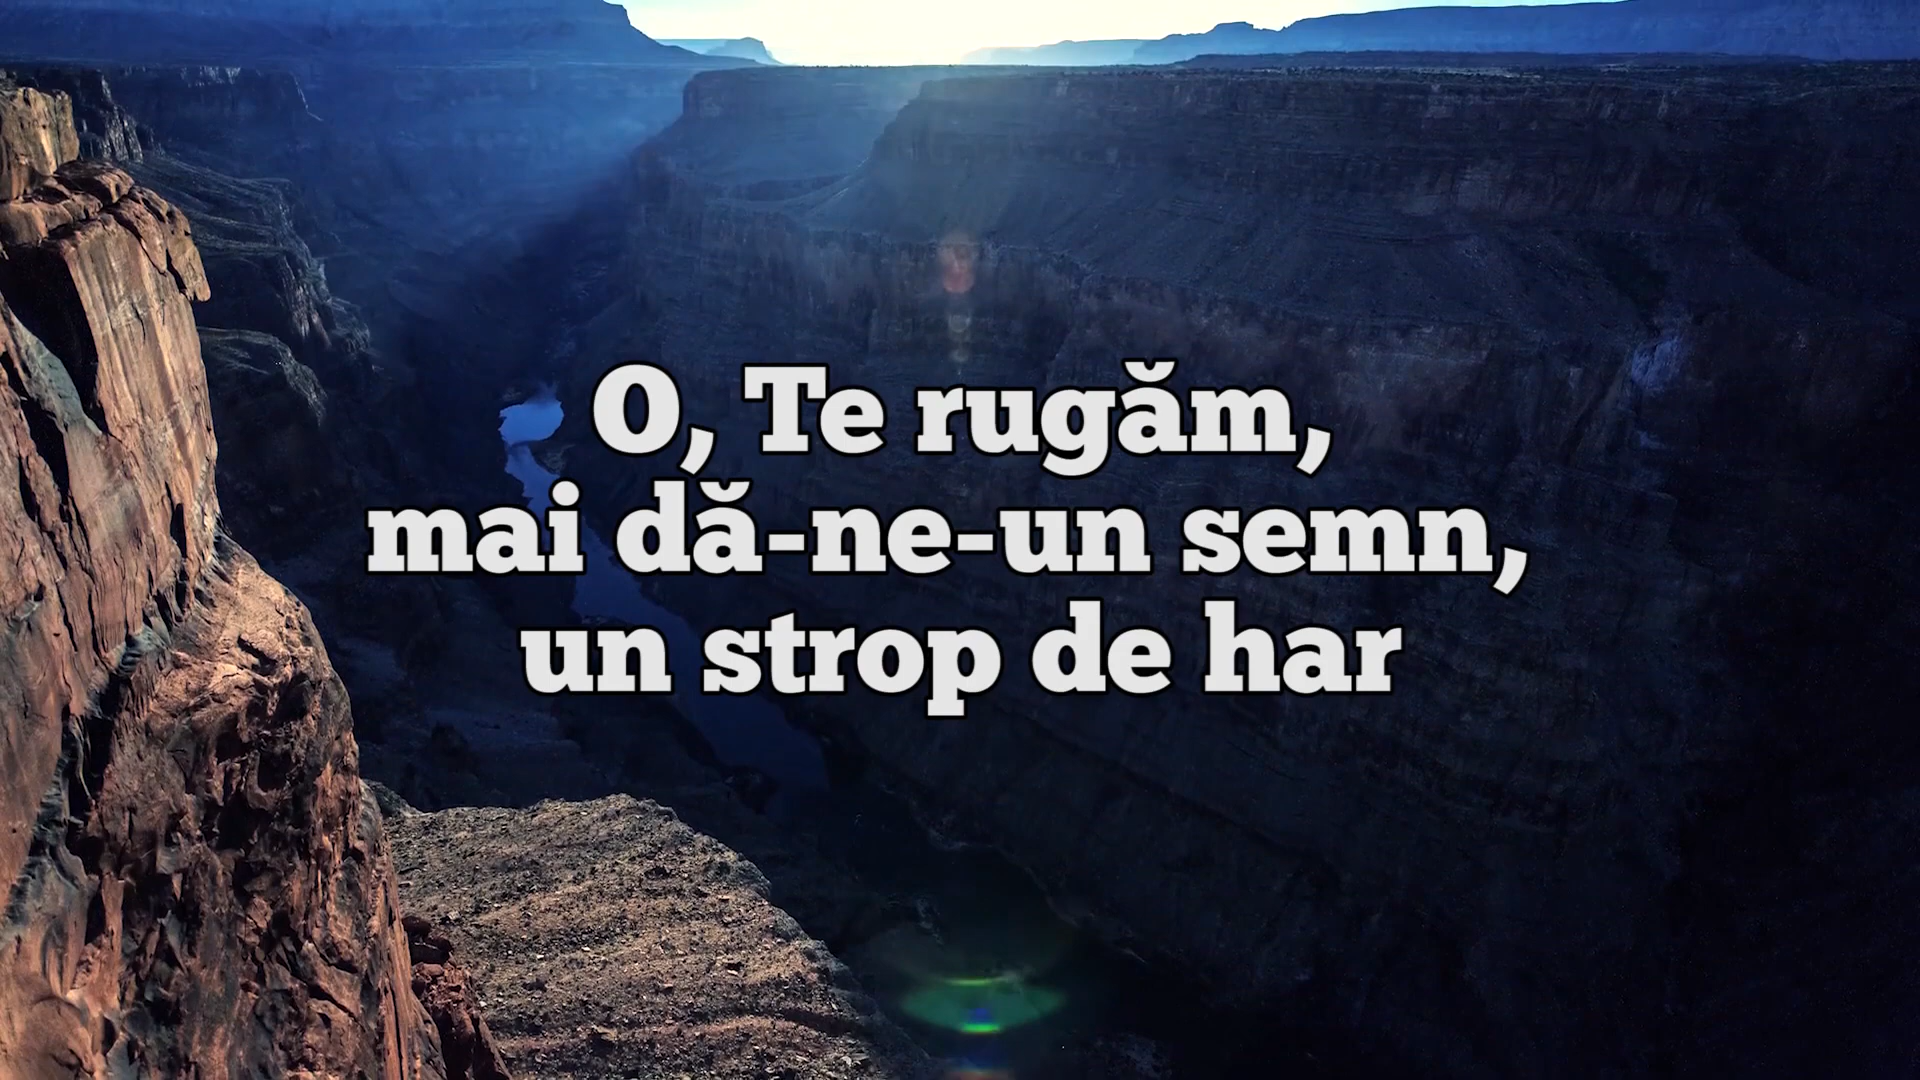 O, Te rugăm,
mai dă-ne-un semn,
un strop de har